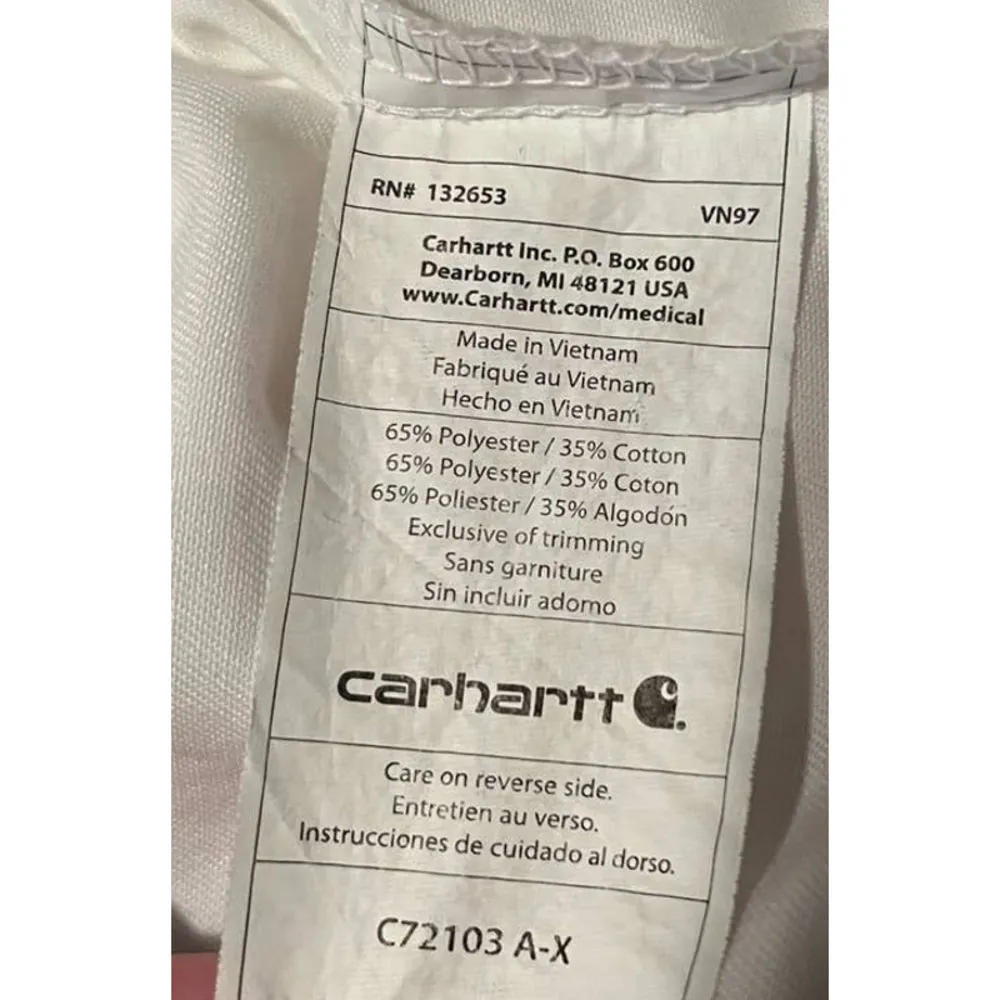 RN# 132653
VN97
Carhartt Inc. P.O. Box 600
Dearborn, MI 48121 USA
www.Carhartt.com/medical
Made in Vietnam
Fabriqué au Vietnam
Hecho en Vietnam
65% Polyester / 35% Cotton
65% Polyester / 35% Coton
65% Poliester / 35% Algodón
Exclusive of trimming
Sans garniture
Sin incluir adorno
carhartt
Care on reverse side.
Entretien au verso.
Instrucciones de cuidado al dorso.
C72103 A-X